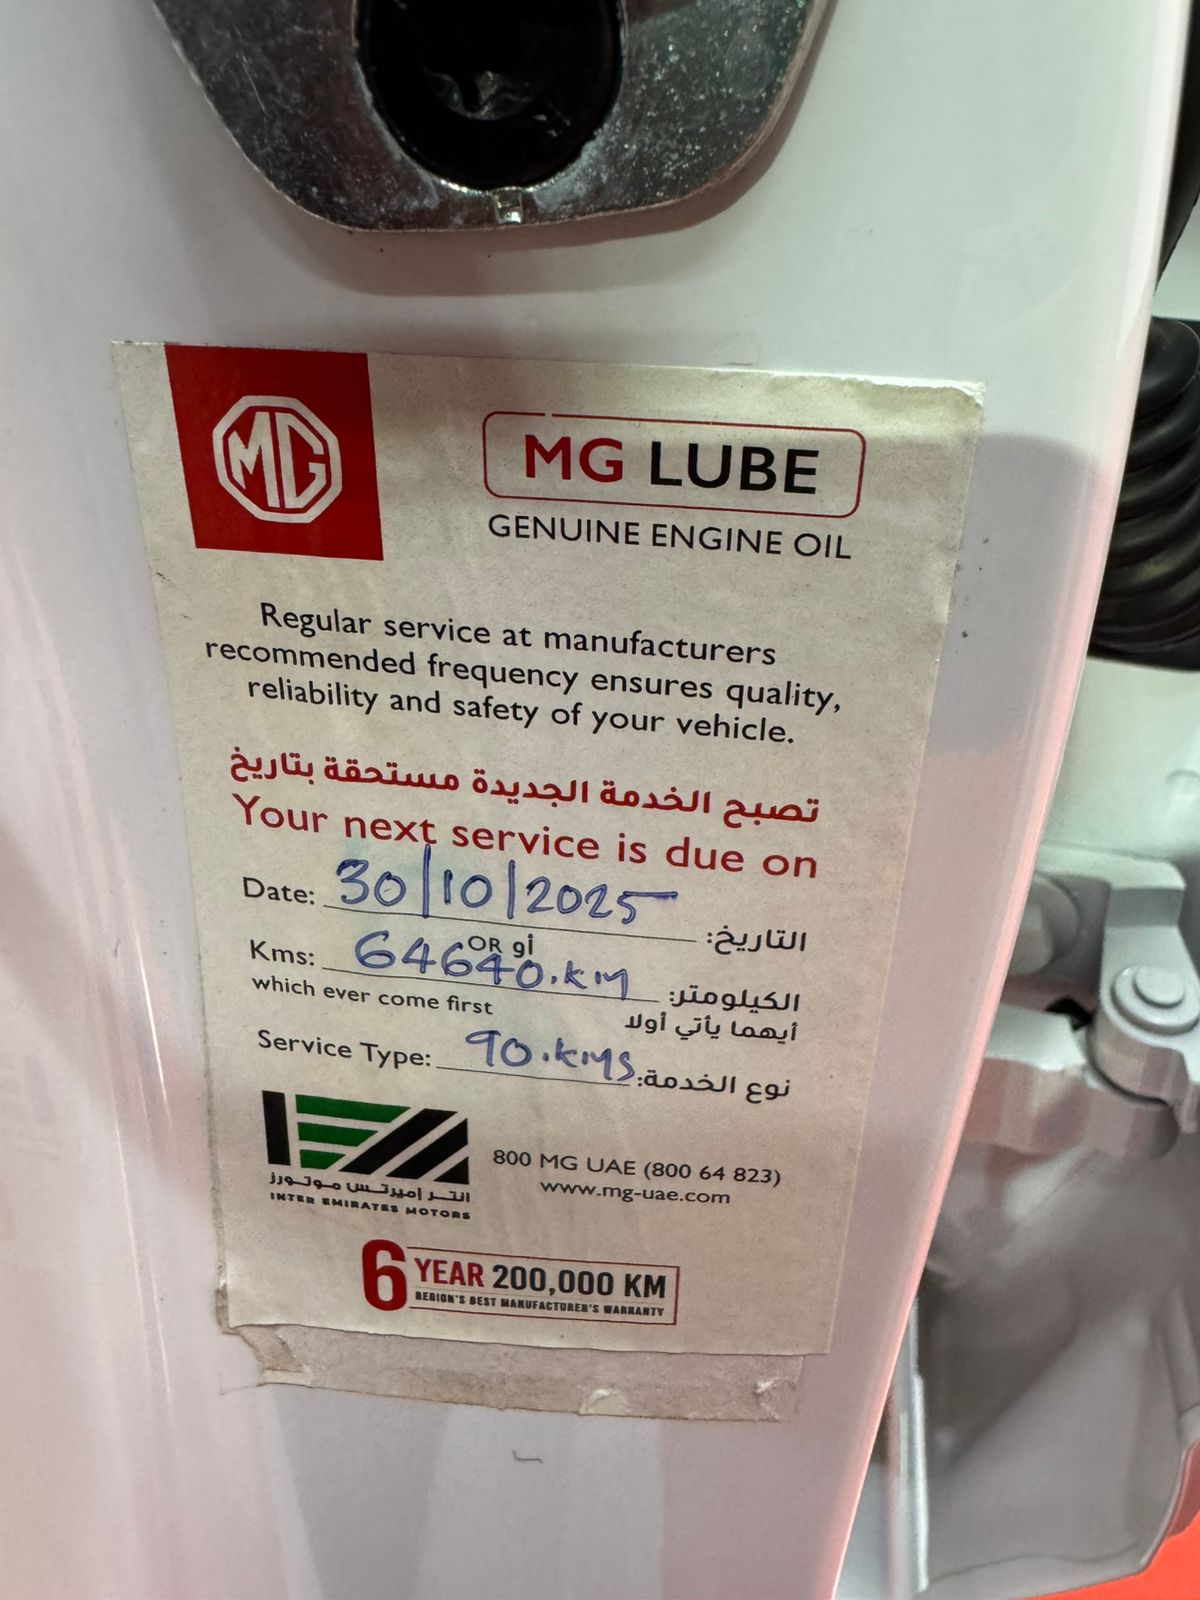 MG
MG LUBE
GENUINE ENGINE OIL
Regular service at manufacturers
recommended frequency ensures quality,
reliability and safety of your vehicle.
تصبح الخدمة الجديدة مستحقة بتاريخ
Your next service is due on
Date: 30/10/2025 التاريخ:
OR أو
Kms: 64640.KM الكيلومتر:
which ever come first أيهما يأتي أولا
Service Type: 90.KMS نوع الخدمة:
انتر إميرتس موتورز
INTER EMIRATES MOTORS
800 MG UAE (800 64 823)
www.mg-uae.com
6 YEAR 200,000 KM
REGION'S BEST MANUFACTURER'S WARRANTY